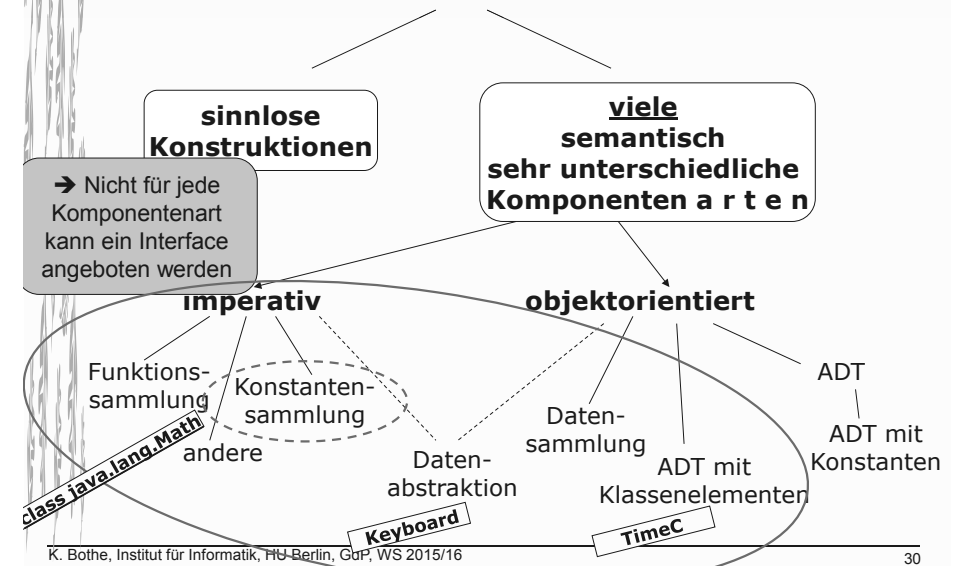 sinnlose
Konstruktionen
viele
semantisch
sehr unterschiedliche
Komponenten a r t e n
➔ Nicht für jede
Komponentenart
kann ein Interface
angeboten werden
imperativ
objektorientiert
Funktions-
sammlung
Konstanten-
sammlung
andere
class java.lang.Math
Daten-
abstraktion
Keyboard
Daten-
sammlung
ADT mit
Klassenelementen
TimeC
ADT
ADT mit
Konstanten
K. Bothe, Institut für Informatik, HU Berlin, GdP, WS 2015/16
30